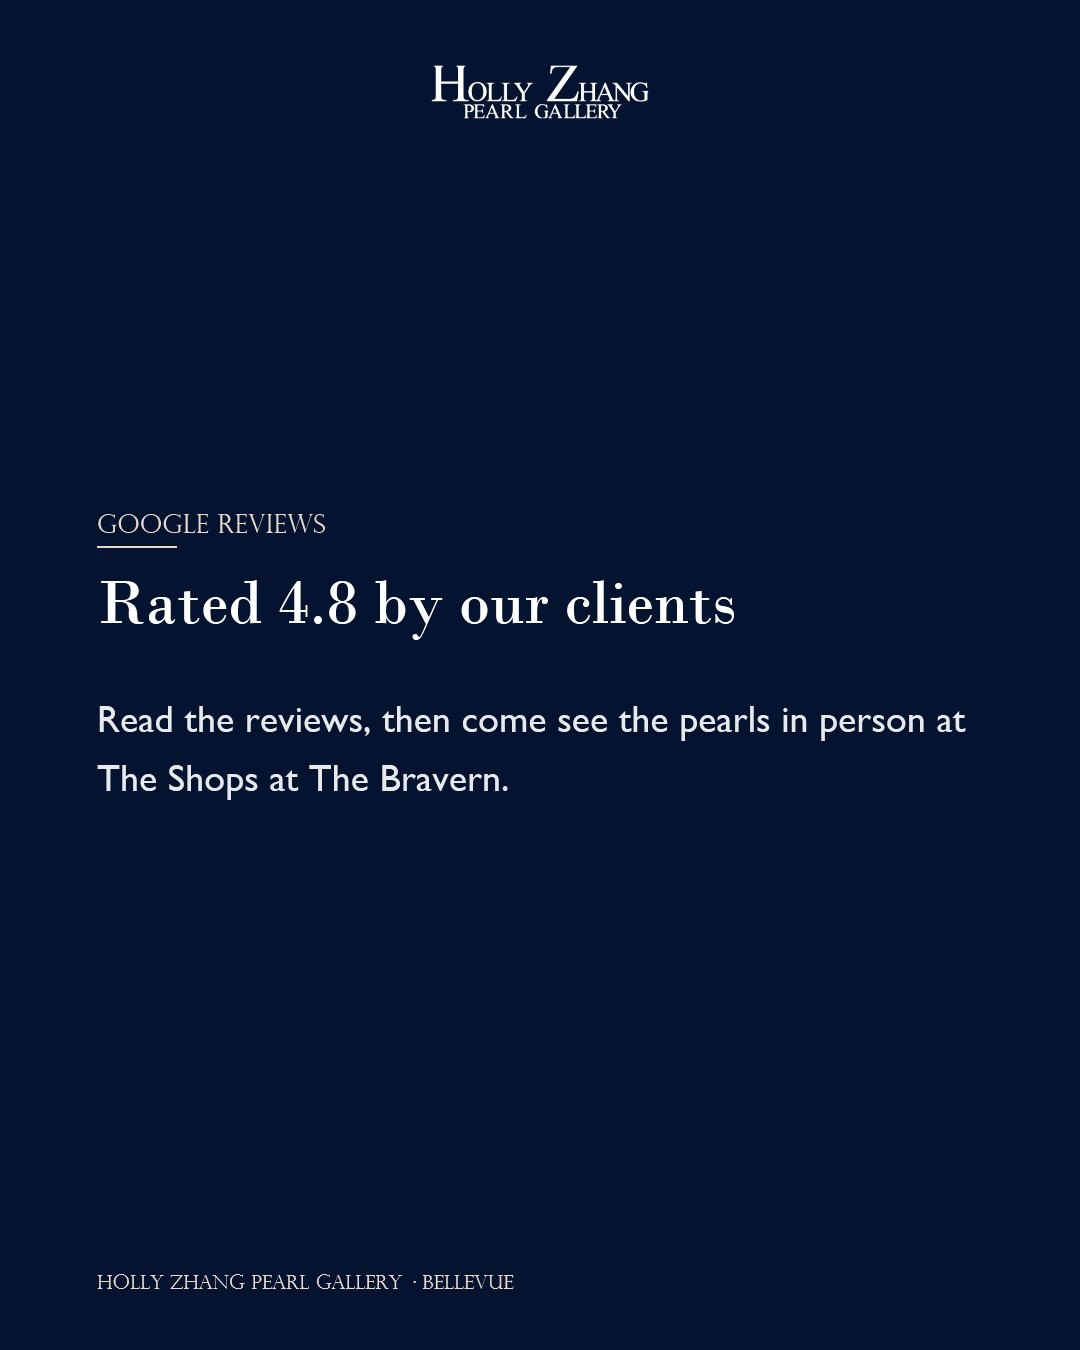 HOLLY ZHANG
PEARL GALLERY
GOOGLE REVIEWS
Rated 4.8 by our clients
Read the reviews, then come see the pearls in person at
The Shops at The Bravern.
HOLLY ZHANG PEARL GALLERY · BELLEVUE